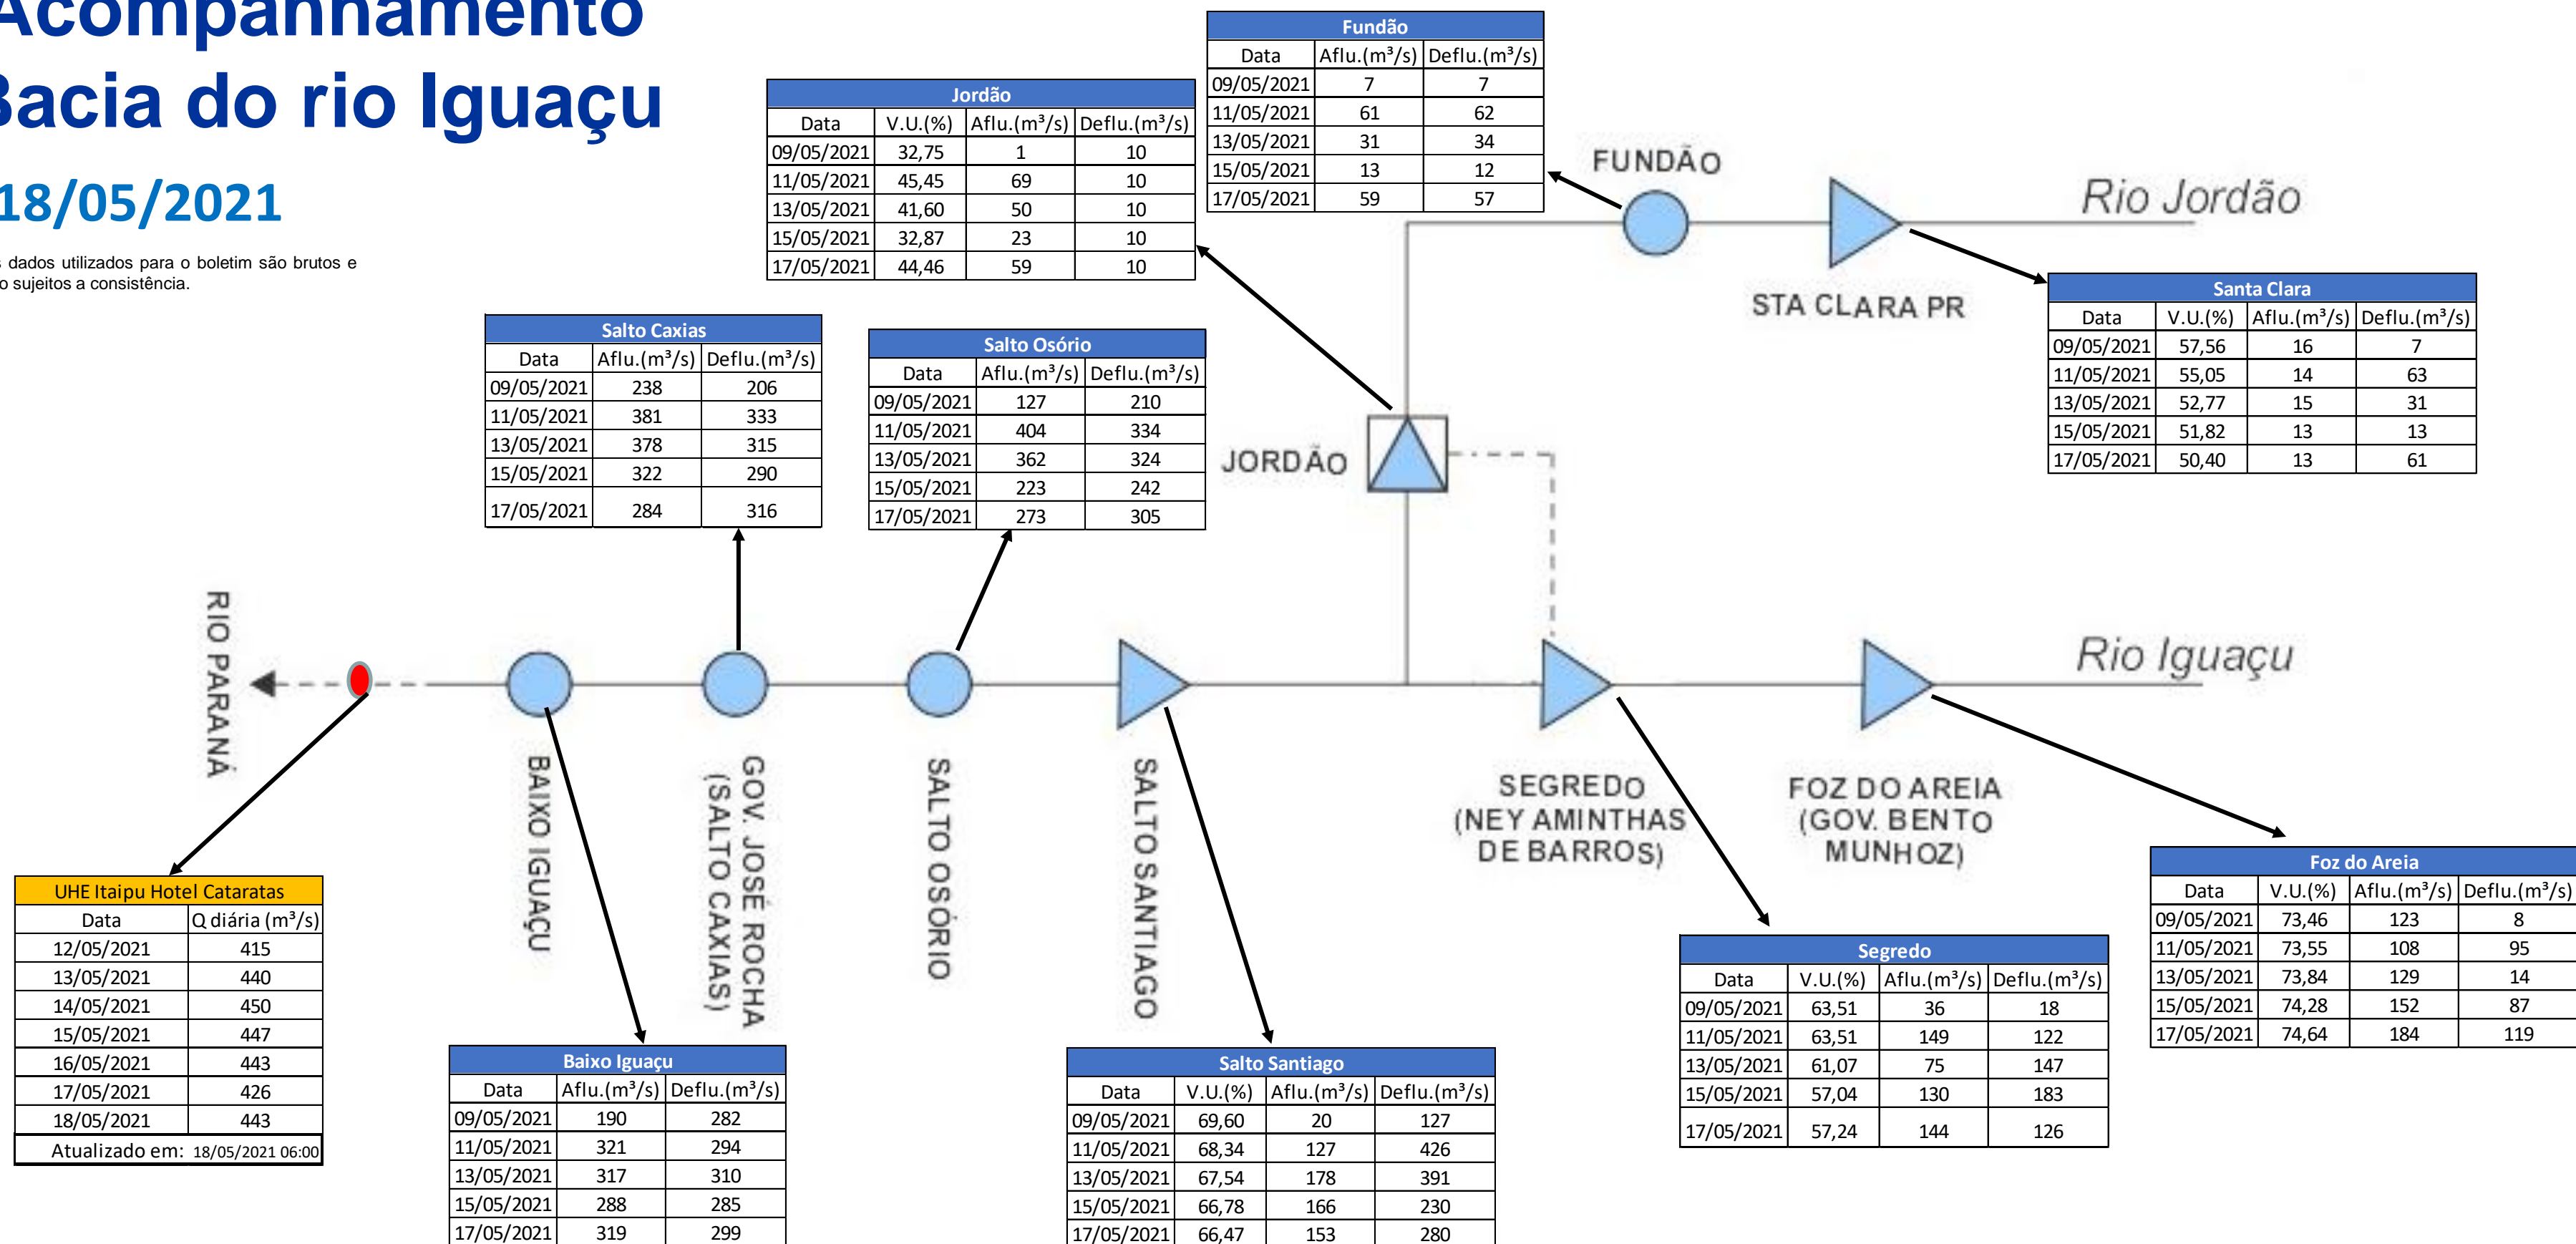 Acompanhamento
Bacia do rio Iguaçu
18/05/2021
s dados utilizados para o boletim são brutos e
o sujeitos a consistência.
Fundão
Data Aflu.(m³/s) Deflu.(m³/s)
09/05/2021 7 7
11/05/2021 61 62
13/05/2021 31 34
15/05/2021 13 12
17/05/2021 59 57
Jordão
Data V.U.(%) Aflu.(m³/s) Deflu.(m³/s)
09/05/2021 32,75 1 10
11/05/2021 45,45 69 10
13/05/2021 41,60 50 10
15/05/2021 32,87 23 10
17/05/2021 44,46 59 10
FUNDÃO
STA CLARA PR
Rio Jordão
Santa Clara
Data V.U.(%) Aflu.(m³/s) Deflu.(m³/s)
09/05/2021 57,56 16 7
11/05/2021 55,05 14 63
13/05/2021 52,77 15 31
15/05/2021 51,82 13 13
17/05/2021 50,40 13 61
Salto Caxias
Data Aflu.(m³/s) Deflu.(m³/s)
09/05/2021 238 206
11/05/2021 381 333
13/05/2021 378 315
15/05/2021 322 290
17/05/2021 284 316
Salto Osório
Data Aflu.(m³/s) Deflu.(m³/s)
09/05/2021 127 210
11/05/2021 404 334
13/05/2021 362 324
15/05/2021 223 242
17/05/2021 273 305
JORDÃO
RIO PARANÁ
Rio Iguaçu
BAIXO IGUAÇU
GOV. JOSÉ ROCHA
(SALTO CAXIAS)
SALTO OSÓRIO
SALTO SANTIAGO
SEGREDO
(NEY AMINTHAS
DE BARROS)
FOZ DO AREIA
(GOV. BENTO
MUNHOZ)
UHE Itaipu Hotel Cataratas
Data Q diária (m³/s)
12/05/2021 415
13/05/2021 440
14/05/2021 450
15/05/2021 447
16/05/2021 443
17/05/2021 426
18/05/2021 443
Atualizado em: 18/05/2021 06:00
Baixo Iguaçu
Data Aflu.(m³/s) Deflu.(m³/s)
09/05/2021 190 282
11/05/2021 321 294
13/05/2021 317 310
15/05/2021 288 285
17/05/2021 319 299
Salto Santiago
Data V.U.(%) Aflu.(m³/s) Deflu.(m³/s)
09/05/2021 69,60 20 127
11/05/2021 68,34 127 426
13/05/2021 67,54 178 391
15/05/2021 66,78 166 230
17/05/2021 66,47 153 280
Segredo
Data V.U.(%) Aflu.(m³/s) Deflu.(m³/s)
09/05/2021 63,51 36 18
11/05/2021 63,51 149 122
13/05/2021 61,07 75 147
15/05/2021 57,04 130 183
17/05/2021 57,24 144 126
Foz do Areia
Data V.U.(%) Aflu.(m³/s) Deflu.(m³/s)
09/05/2021 73,46 123 8
11/05/2021 73,55 108 95
13/05/2021 73,84 129 14
15/05/2021 74,28 152 87
17/05/2021 74,64 184 119